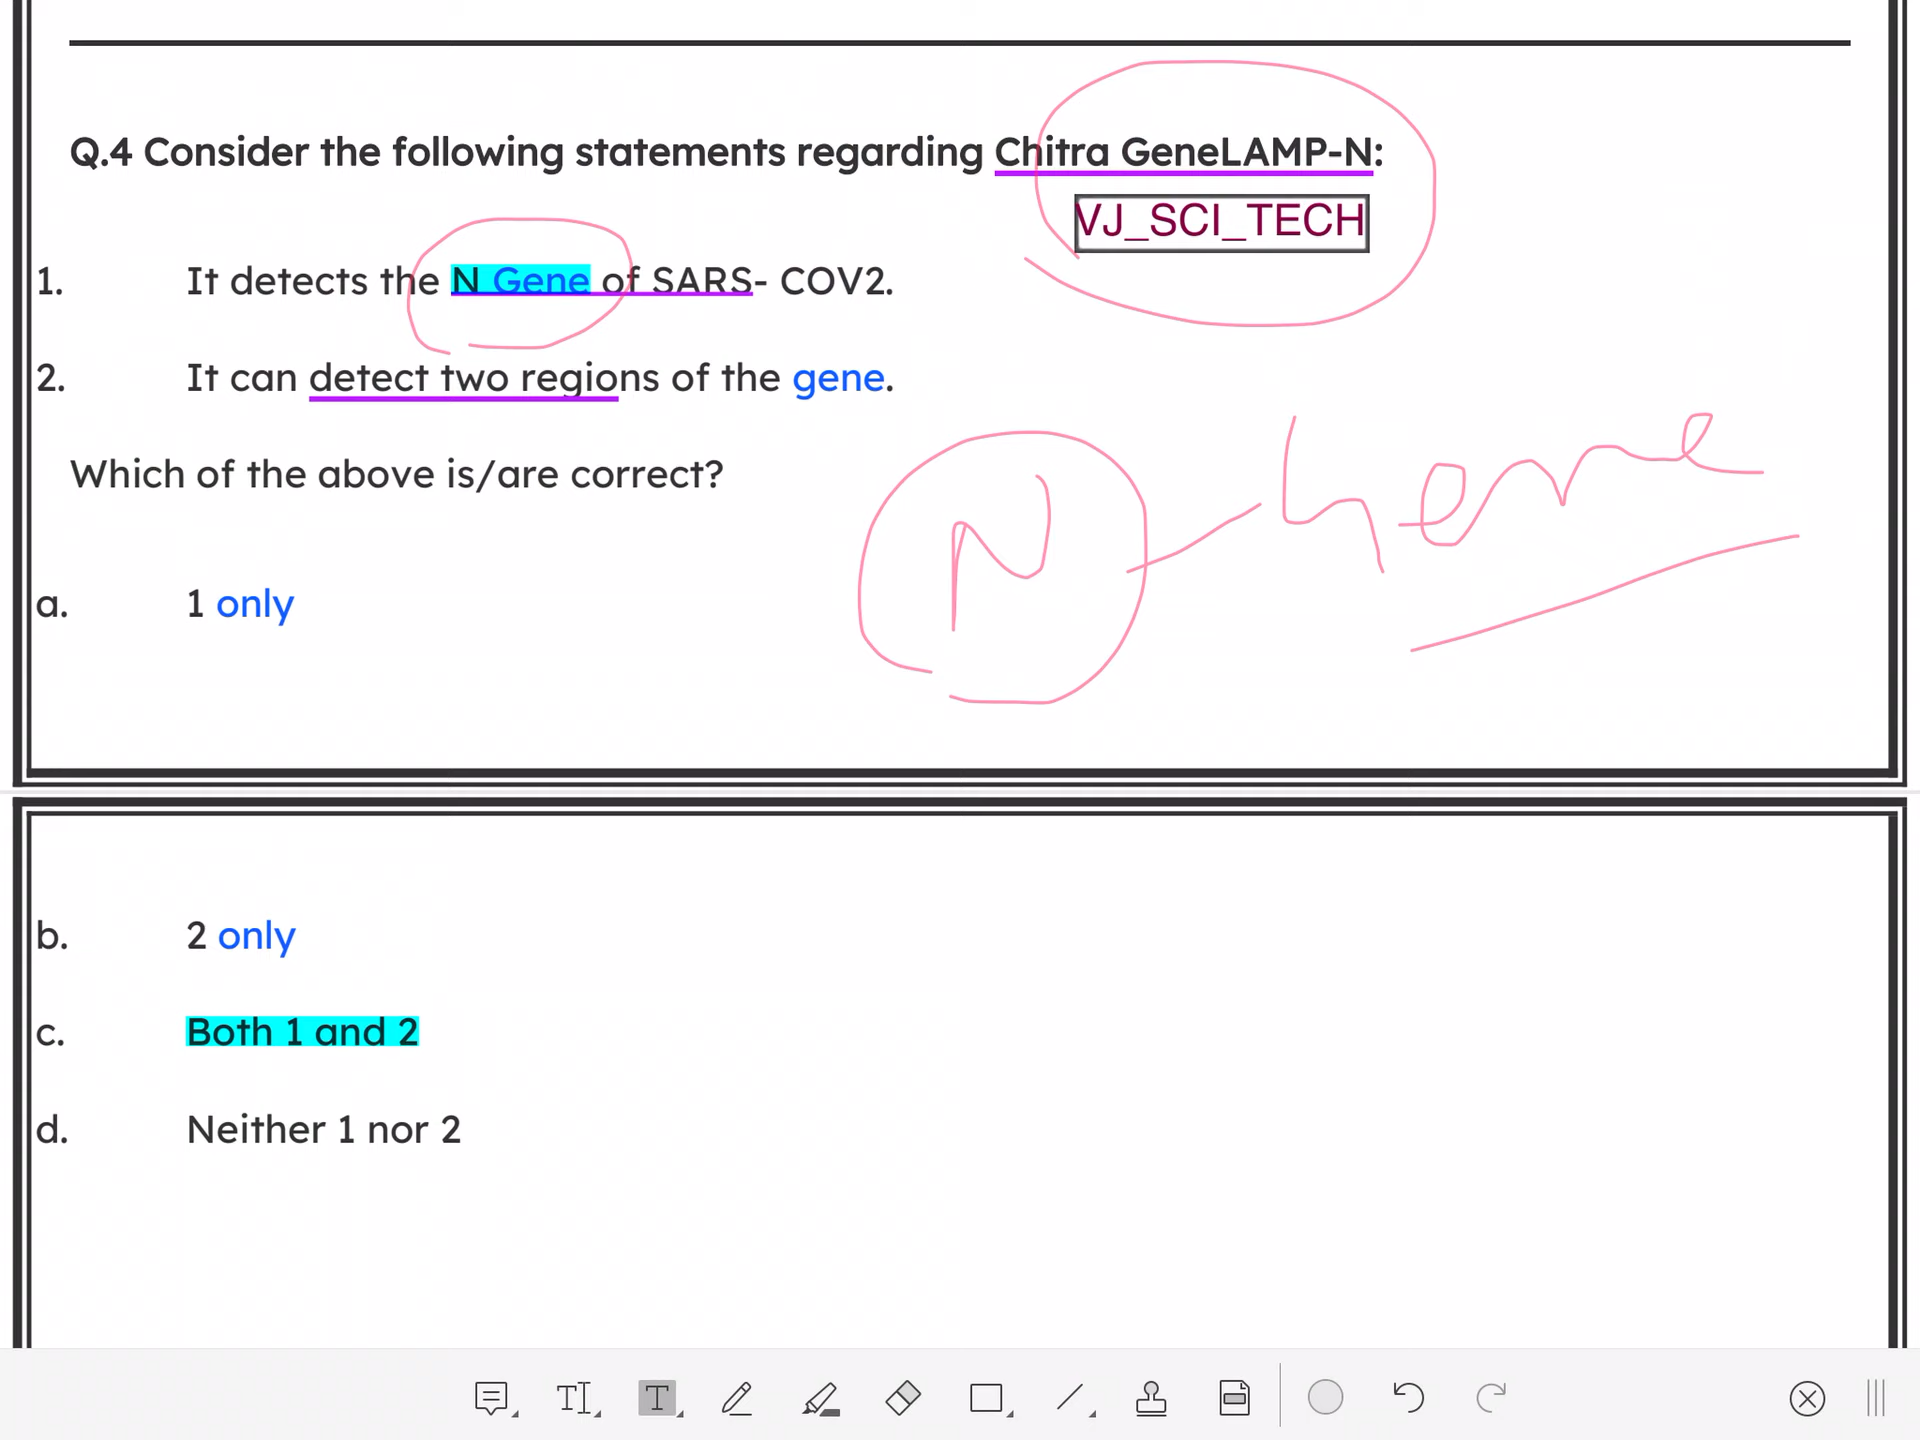 Q.4 Consider the following statements regarding Chitra GeneLAMP-N:
VJ_SCI_TECH
1. It detects the N Gene of SARS- COV2.
2. It can detect two regions of the gene.
Which of the above is/are correct?
N - Gene
a. 1 only
b. 2 only
c. Both 1 and 2
d. Neither 1 nor 2